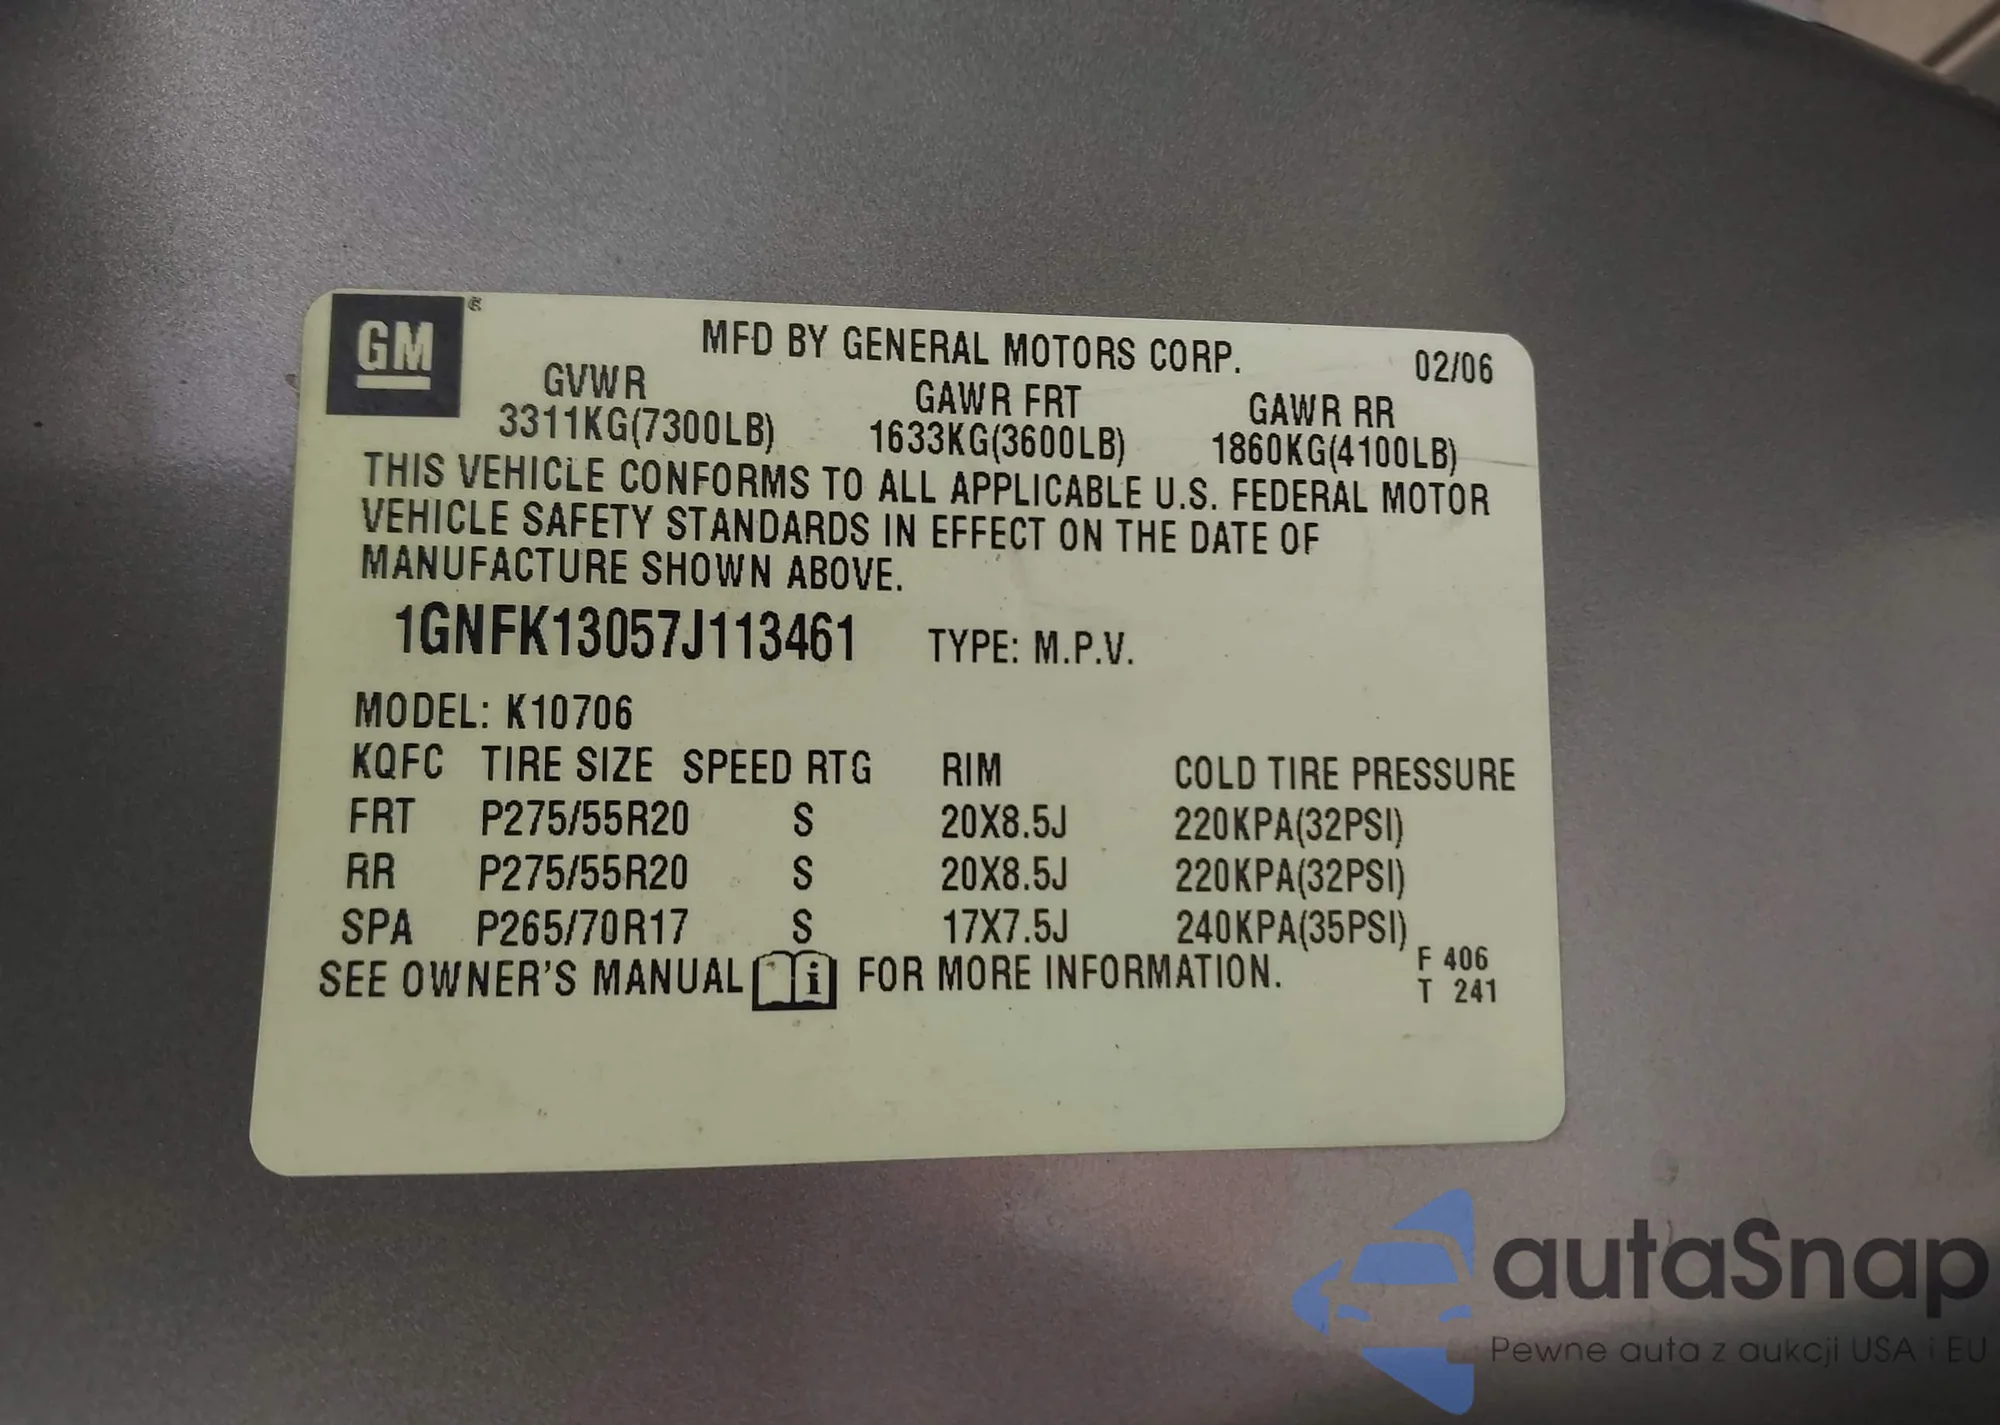 GM ®
MFD BY GENERAL MOTORS CORP. 02/06
GVWR GAWR FRT GAWR RR
3311KG(7300LB) 1633KG(3600LB) 1860KG(4100LB)
THIS VEHICLE CONFORMS TO ALL APPLICABLE U.S. FEDERAL MOTOR
VEHICLE SAFETY STANDARDS IN EFFECT ON THE DATE OF
MANUFACTURE SHOWN ABOVE.
1GNFK13057J113461 TYPE: M.P.V.
MODEL: K10706
KQFC TIRE SIZE SPEED RTG RIM COLD TIRE PRESSURE
FRT P275/55R20 S 20X8.5J 220KPA(32PSI)
RR P275/55R20 S 20X8.5J 220KPA(32PSI)
SPA P265/70R17 S 17X7.5J 240KPA(35PSI)
SEE OWNER'S MANUAL i FOR MORE INFORMATION.
F 406
T 241
autaSnap
Pewne auta z aukcji USA i EU